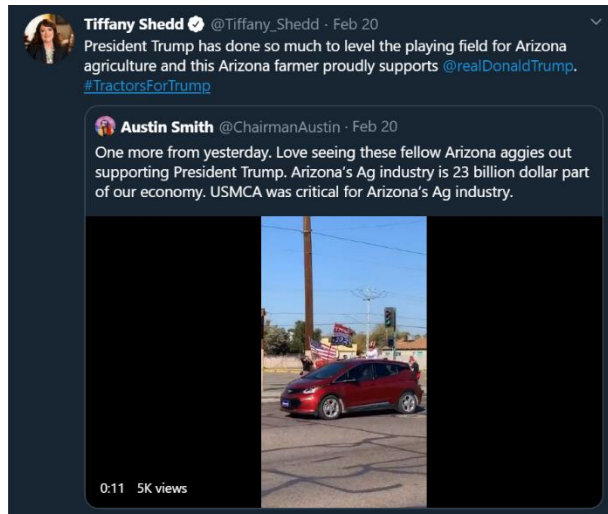 Tiffany Shedd @Tiffany_Shedd · Feb 20
President Trump has done so much to level the playing field for Arizona
agriculture and this Arizona farmer proudly supports @realDonaldTrump.
#TractorsForTrump
Austin Smith @ChairmanAustin · Feb 20
One more from yesterday. Love seeing these fellow Arizona aggies out
supporting President Trump. Arizona's Ag industry is 23 billion dollar part
of our economy. USMCA was critical for Arizona's Ag industry.
0:11 5K views